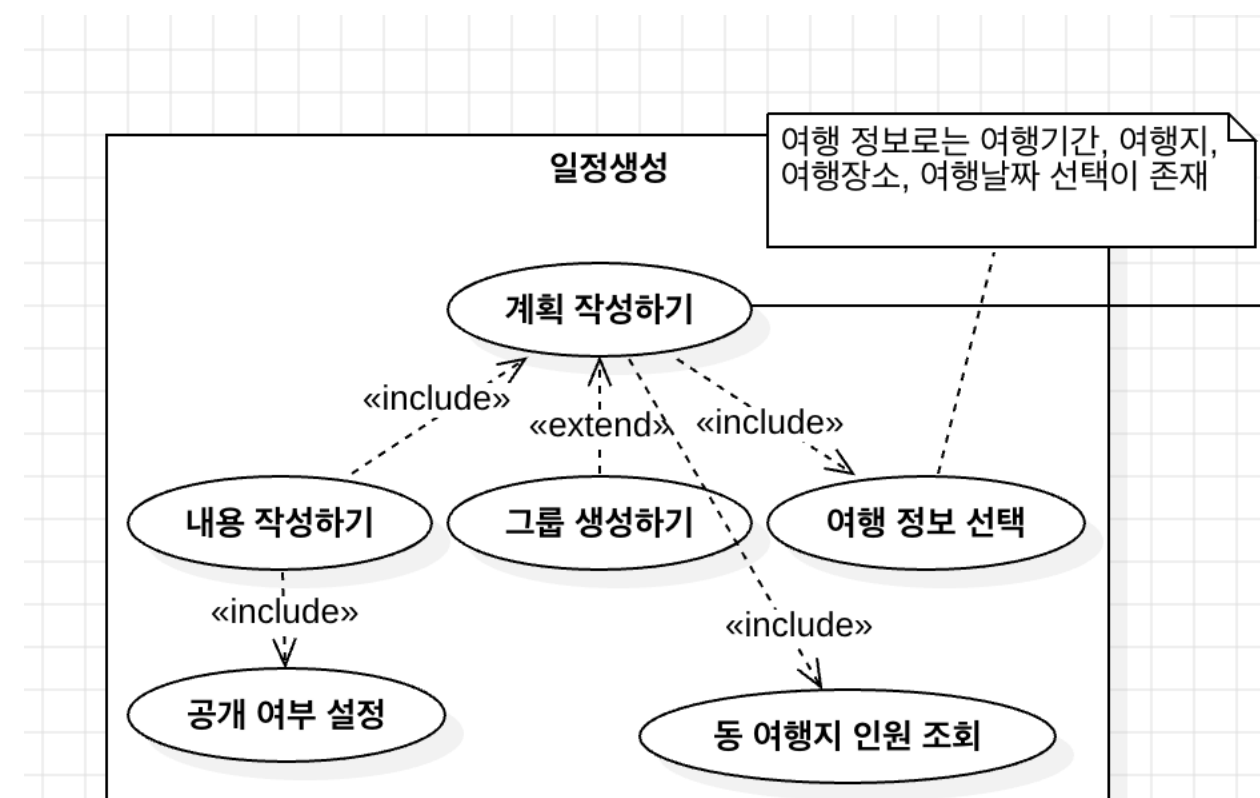 여행 정보로는 여행기간, 여행지,
여행장소, 여행날짜 선택이 존재
일정생성
계획 작성하기
«include»
«extend»
«include»
내용 작성하기
그룹 생성하기
여행 정보 선택
«include»
«include»
공개 여부 설정
동 여행지 인원 조회